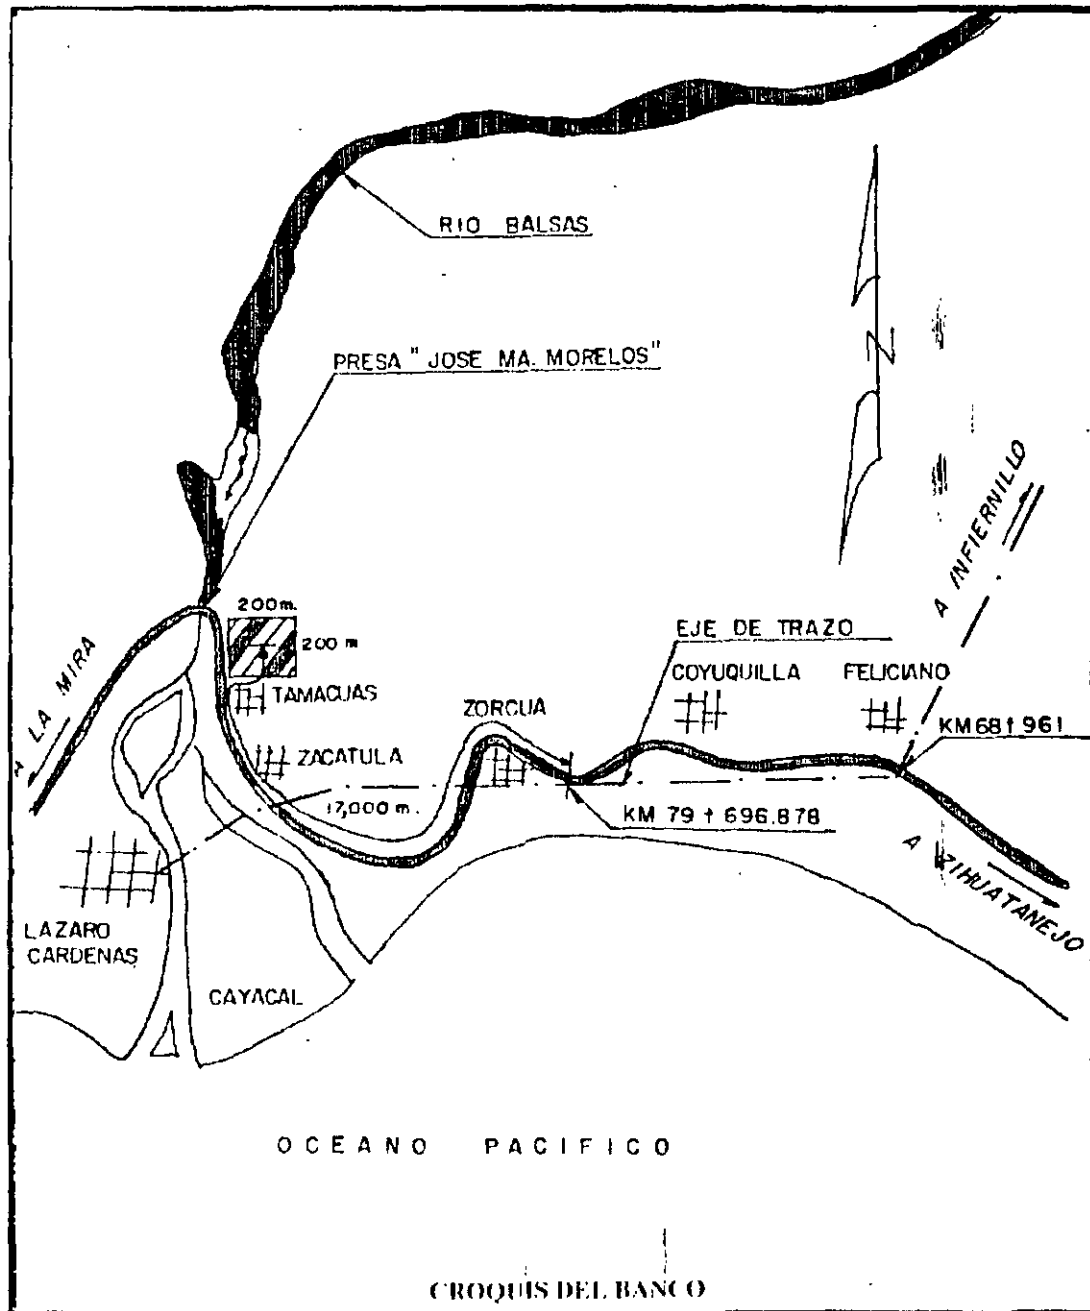 RIO BALSAS
PRESA " JOSE MA. MORELOS"
N
A INFIERNILLO
200m.
200 m
EJE DE TRAZO
A LA MIRA
TAMACUAS
COYUQUILLA
FELICIANO
ZORCUA
KM 68+961
ZACATULA
17,000 m.
KM 79 + 696.878
A ZIHUATANEJO
LAZARO
CARDENAS
CAYACAL
OCEANO PACIFICO
CROQUIS DEL BANCO